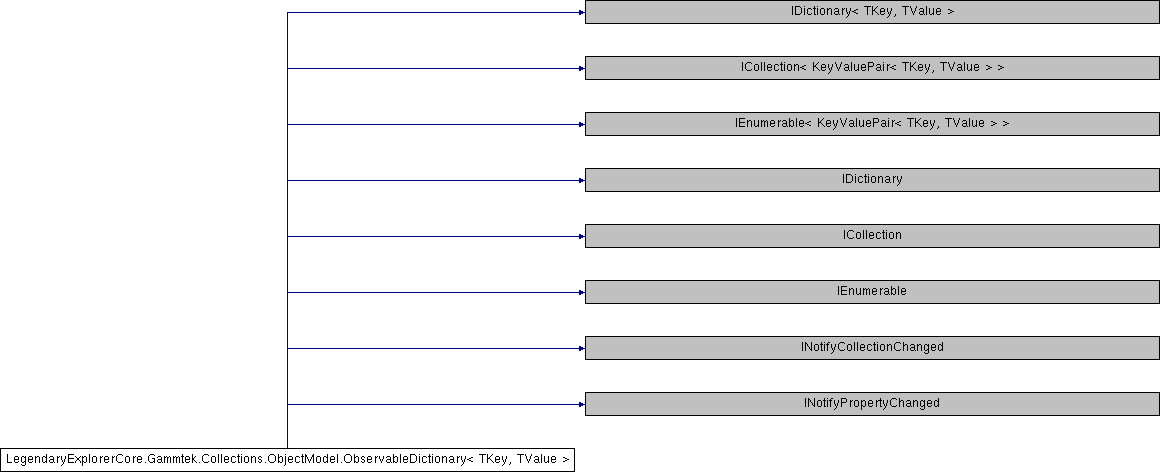 IDictionary< TKey, TValue >
ICollection< KeyValuePair< TKey, TValue > >
IEnumerable< KeyValuePair< TKey, TValue > >
IDictionary
ICollection
IEnumerable
INotifyCollectionChanged
INotifyPropertyChanged
LegendaryExplorerCore.Gammtek.Collections.ObjectModel.ObservableDictionary< TKey, TValue >